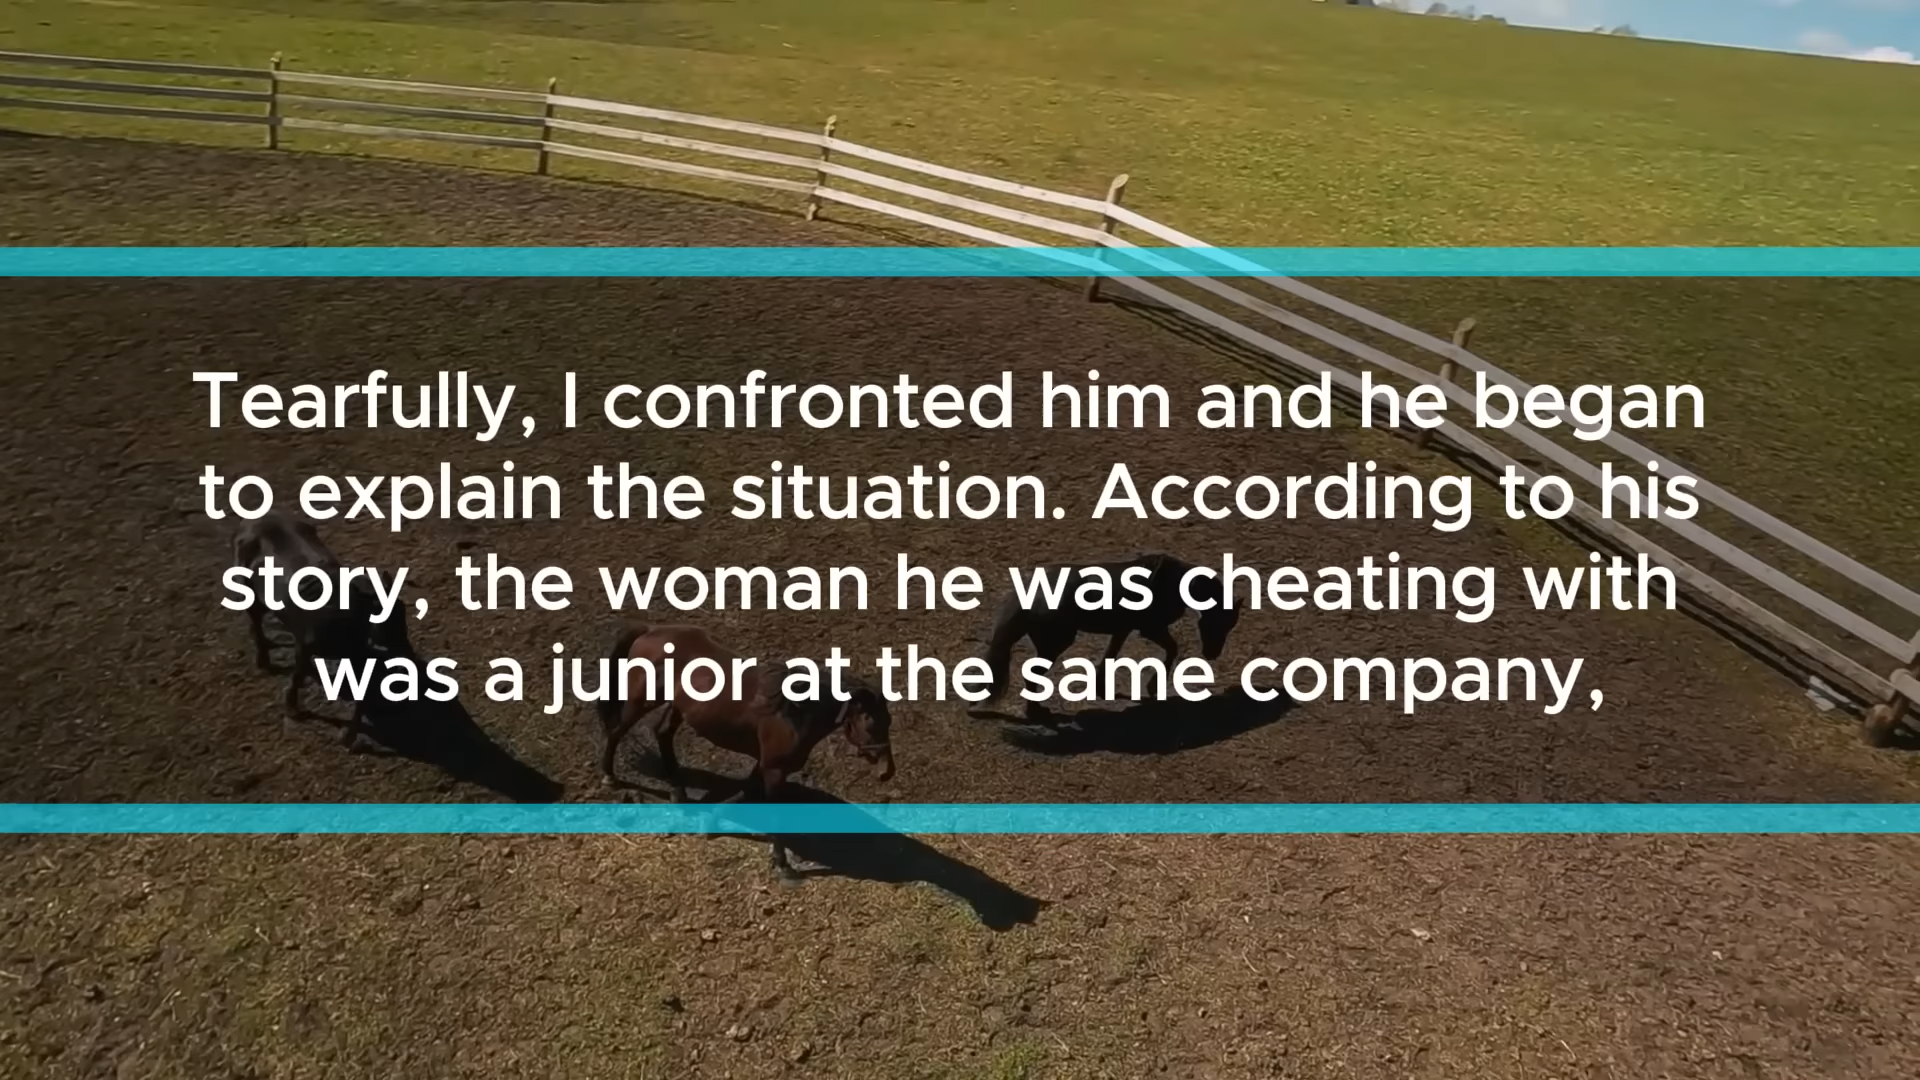 Tearfully, I confronted him and he began
to explain the situation. According to his
story, the woman he was cheating with
was a junior at the same company,